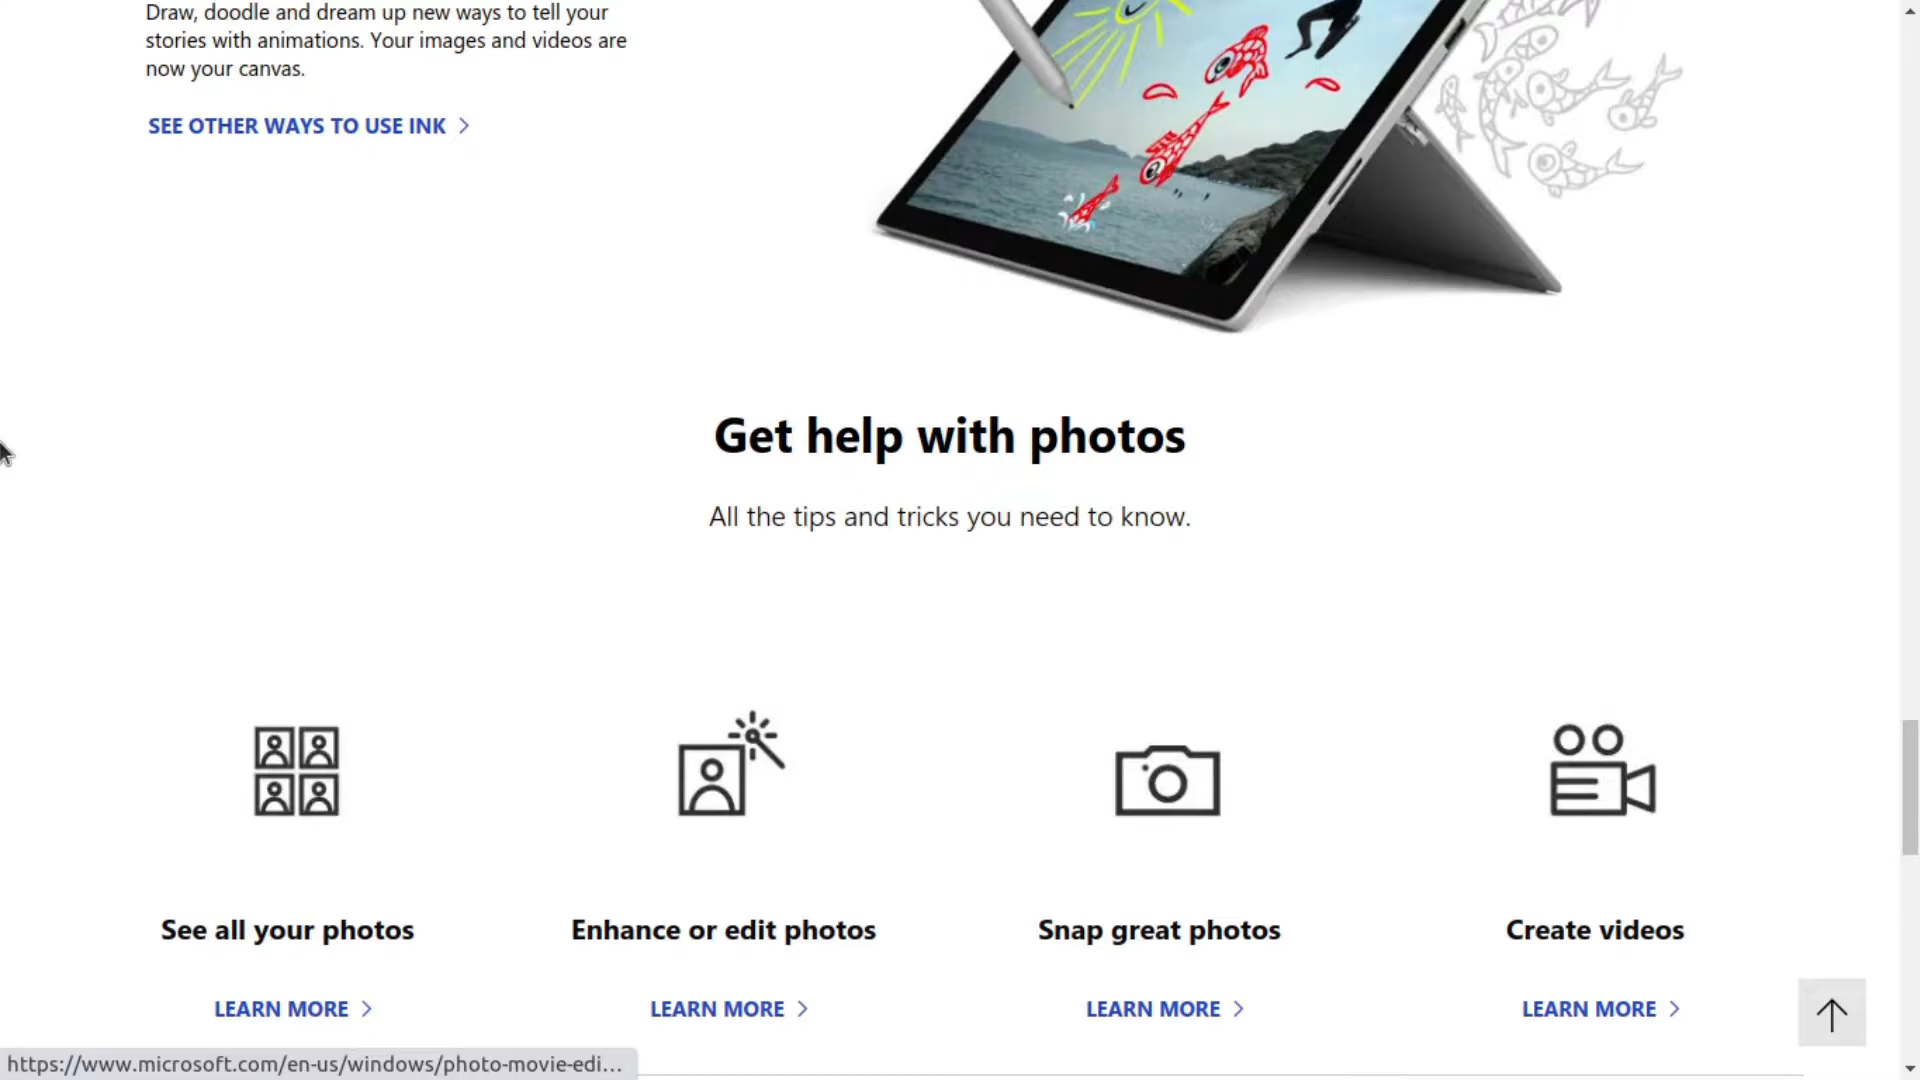 Draw, doodle and dream up new ways to tell your
stories with animations. Your images and videos are
now your canvas.
SEE OTHER WAYS TO USE INK
Get help with photos
All the tips and tricks you need to know.
See all your photos
Enhance or edit photos
Snap great photos
Create videos
LEARN MORE
LEARN MORE
LEARN MORE
LEARN MORE
https://www.microsoft.com/en-us/windows/photo-movie-edi...